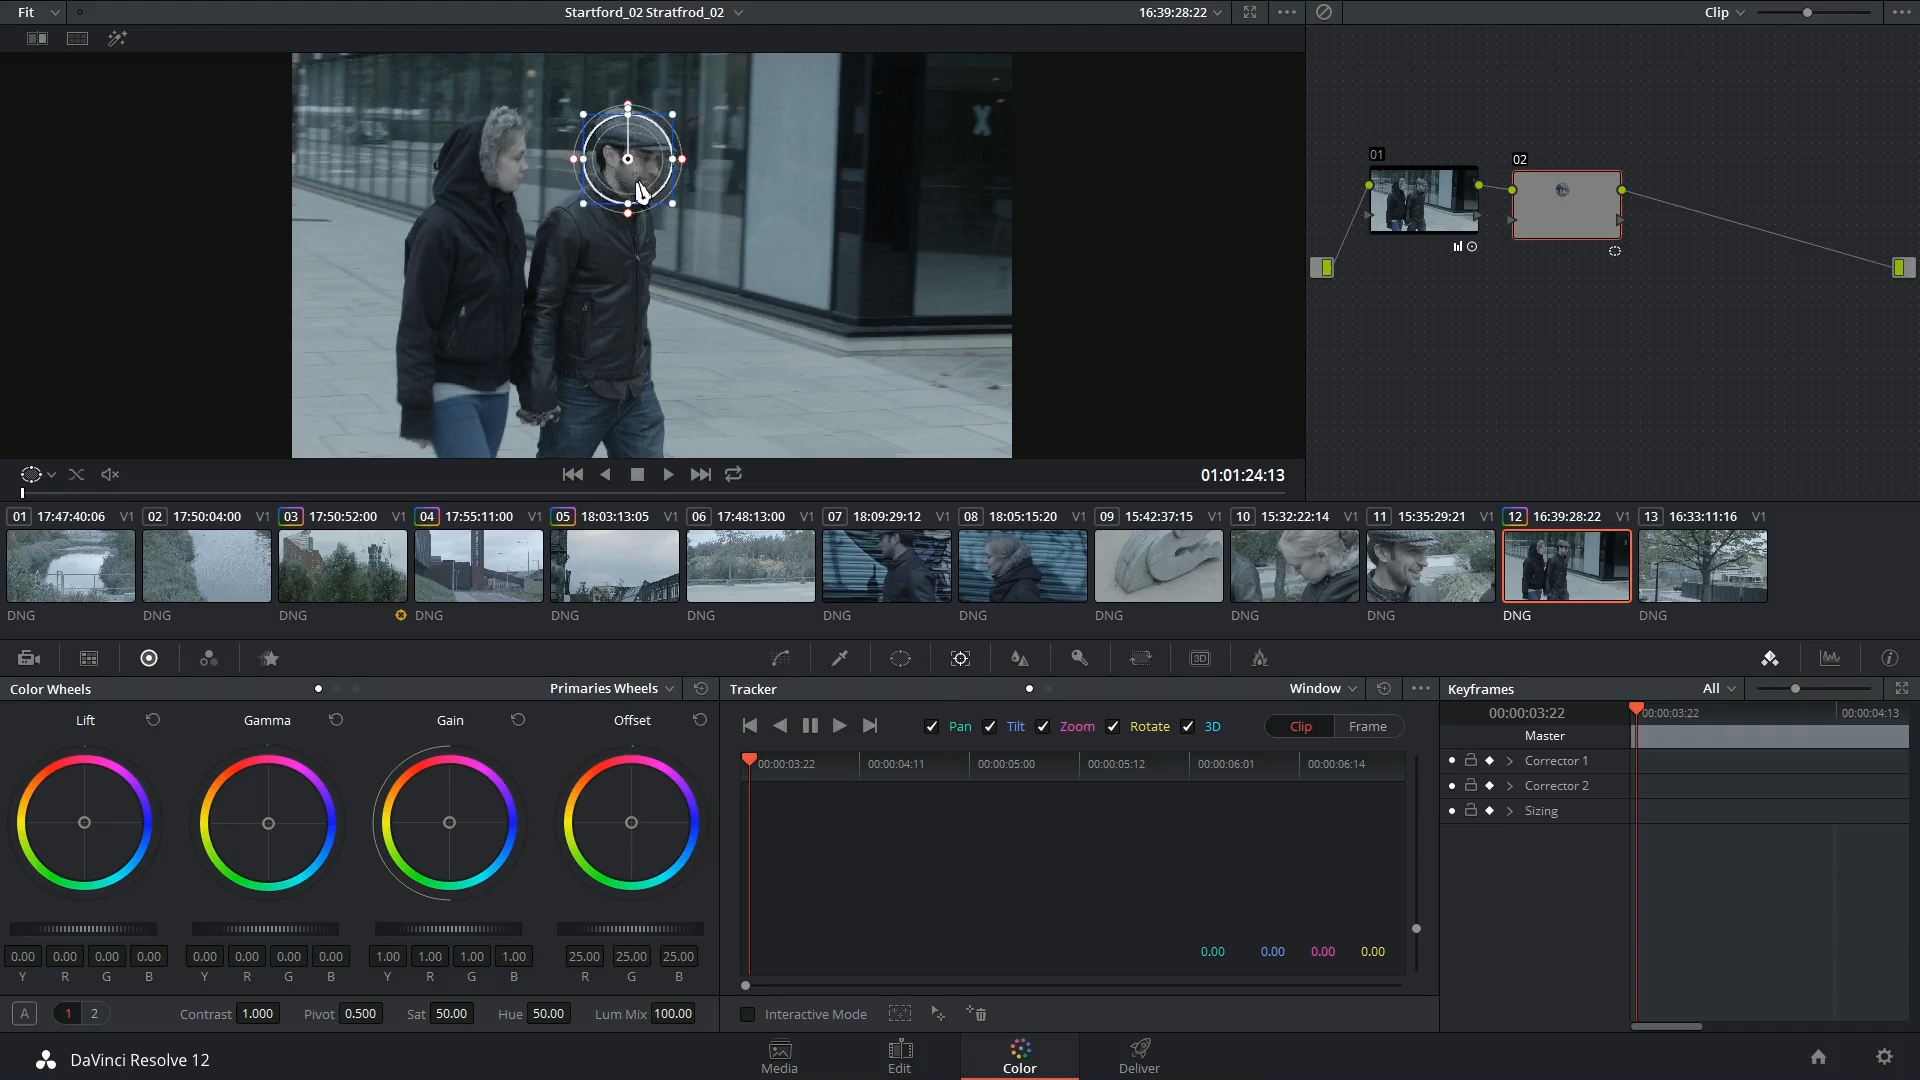 Fit
Startford_02 Stratfrod_02
16:39:28:22
Clip
X
01
02
01:01:24:13
01 17:47:40:06 V1
02 17:50:04:00 V1
03 17:50:52:00 V1
04 17:55:11:00 V1
05 18:03:13:05 V1
06 17:48:13:00 V1
07 18:09:29:12 V1
08 18:05:15:20 V1
09 15:42:37:15 V1
10 15:32:22:14 V1
11 15:35:29:21 V1
12 16:39:28:22 V1
13 16:33:11:16 V1
DNG DNG DNG DNG DNG DNG DNG DNG DNG DNG DNG DNG DNG
3D
Color Wheels
Primaries Wheels
Lift Gamma Gain Offset
0.00 0.00 0.00 0.00 0.00 0.00 0.00 0.00 1.00 1.00 1.00 1.00 25.00 25.00 25.00
Y R G B Y R G B Y R G B R G B
A 1 2 Contrast 1.000 Pivot 0.500 Sat 50.00 Hue 50.00 Lum Mix 100.00
Tracker
Window
Pan Tilt Zoom Rotate 3D Clip Frame
00:00:03:22 00:00:04:11 00:00:05:00 00:00:05:12 00:00:06:01 00:00:06:14
0.00 0.00 0.00 0.00
Interactive Mode
Keyframes
All
00:00:03:22 00:00:03:22 00:00:04:13
Master
Corrector 1
Corrector 2
Sizing
DaVinci Resolve 12
Media Edit Color Deliver